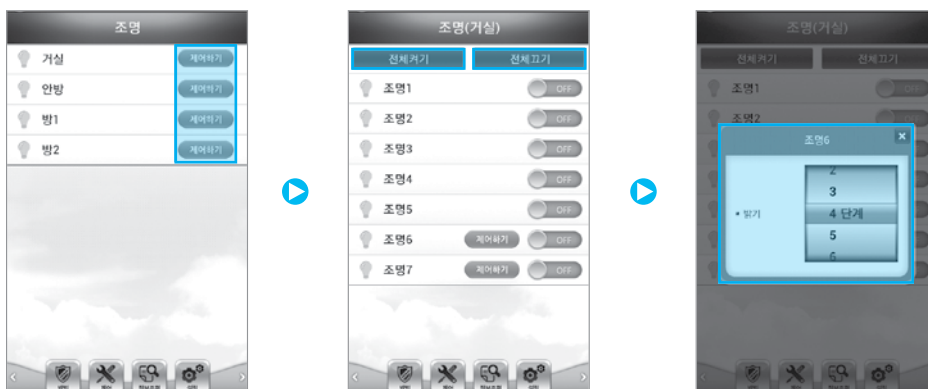 조명
거실 제어하기
안방 제어하기
방1 제어하기
방2 제어하기
조명(거실)
전체켜기 전체끄기
조명1 OFF
조명2 OFF
조명3 OFF
조명4 OFF
조명5 OFF
조명6 제어하기 OFF
조명7 제어하기 OFF
조명(거실)
전체켜기 전체끄기
조명1 OFF
조명2
조명6
2
3
• 밝기 4 단계
5
6